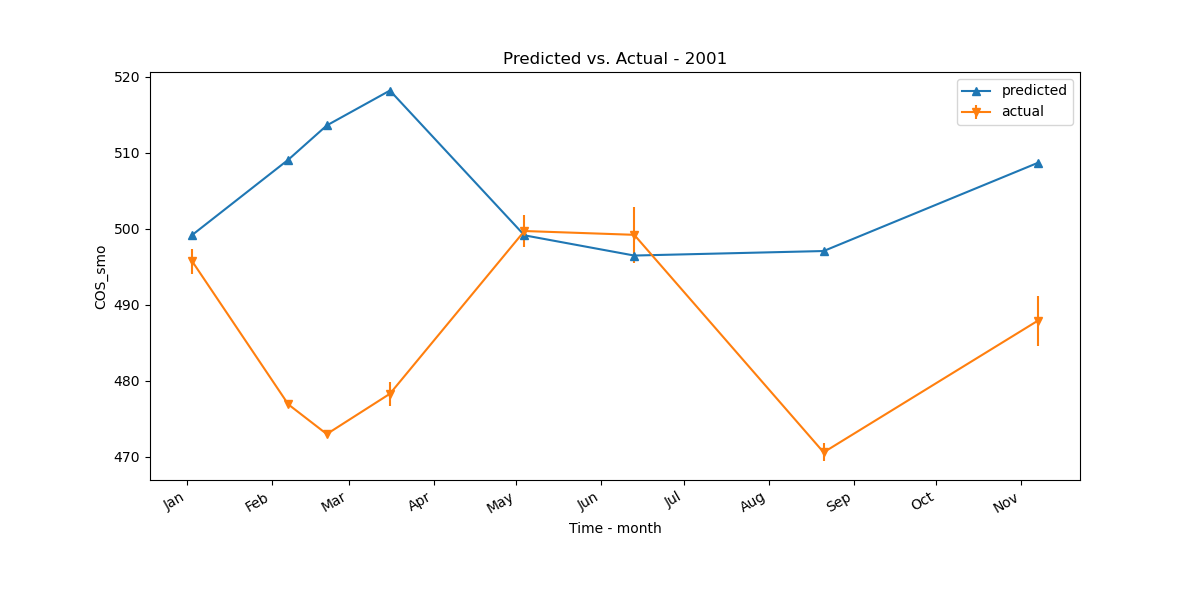 Predicted vs. Actual - 2001
predicted
actual
520
510
500
490
480
470
COS_smo
Jan
Feb
Mar
Apr
May
Jun
Jul
Aug
Sep
Oct
Nov
Time - month